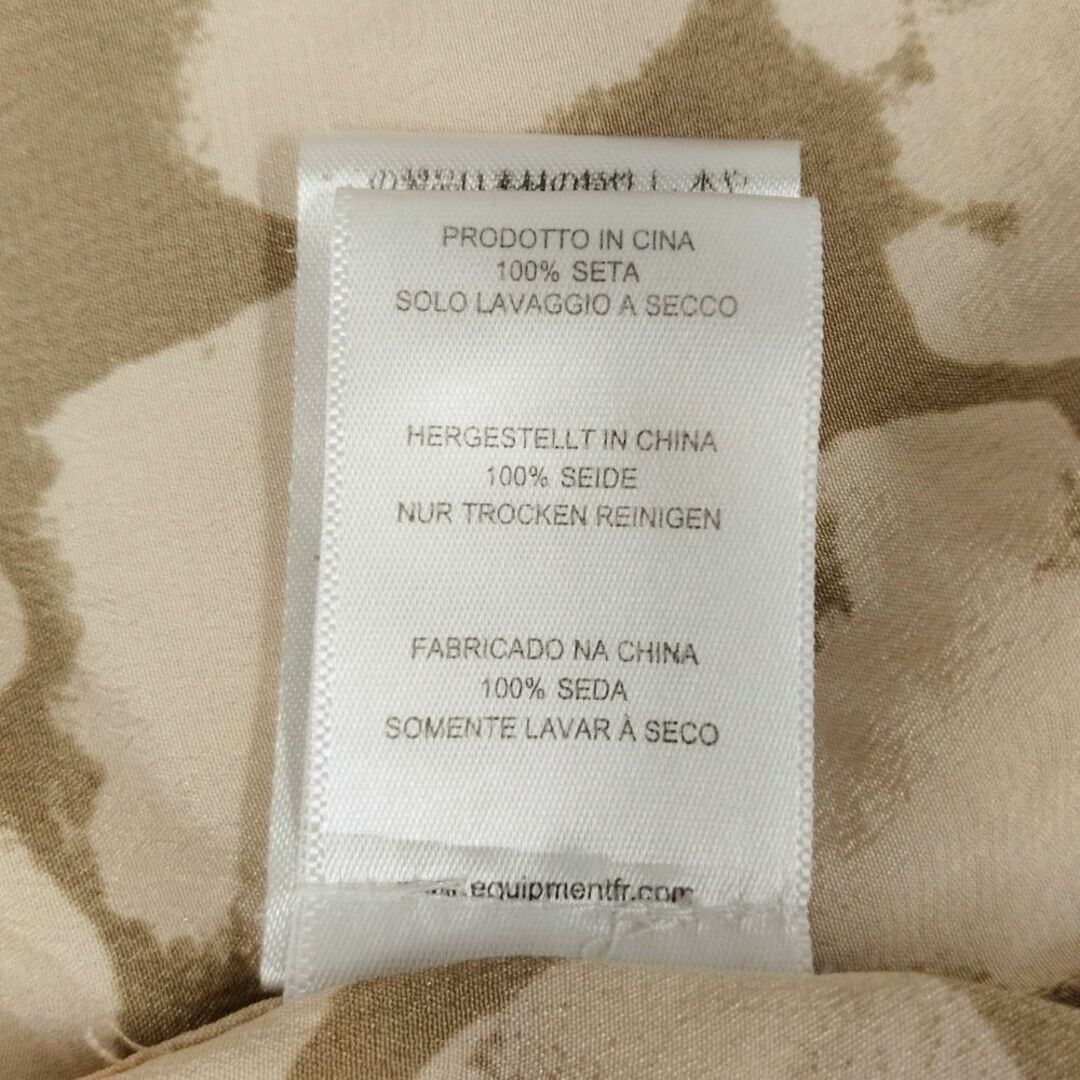 PRODOTTO IN CINA
100% SETA
SOLO LAVAGGIO A SECCO
HERGESTELLT IN CHINA
100% SEIDE
NUR TROCKEN REINIGEN
FABRICADO NA CHINA
100% SEDA
SOMENTE LAVAR À SECO
www.equipmentfr.com